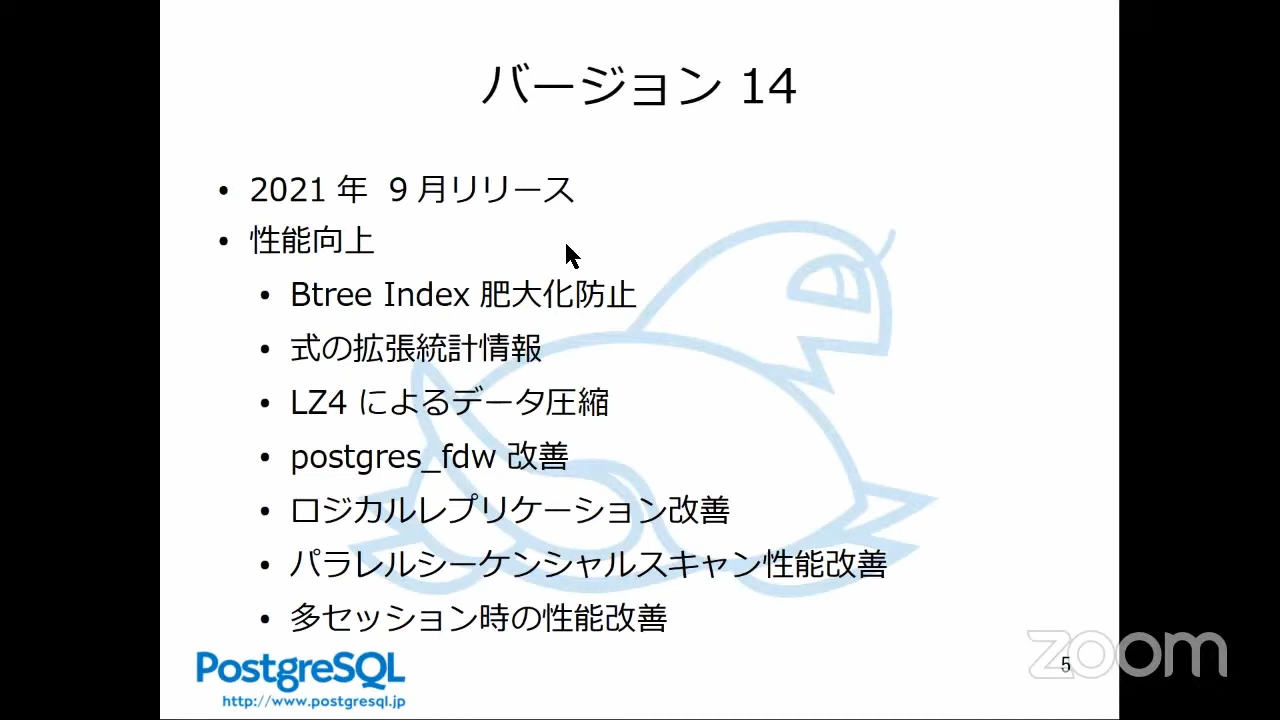 バージョン 14
• 2021 年 9 月リリース
• 性能向上
• Btree Index 肥大化防止
• 式の拡張統計情報
• LZ4 によるデータ圧縮
• postgres_fdw 改善
• ロジカルレプリケーション改善
• パラレルシーケンシャルスキャン性能改善
• 多セッション時の性能改善
PostgreSQL
http://www.postgresql.jp
5
zoom